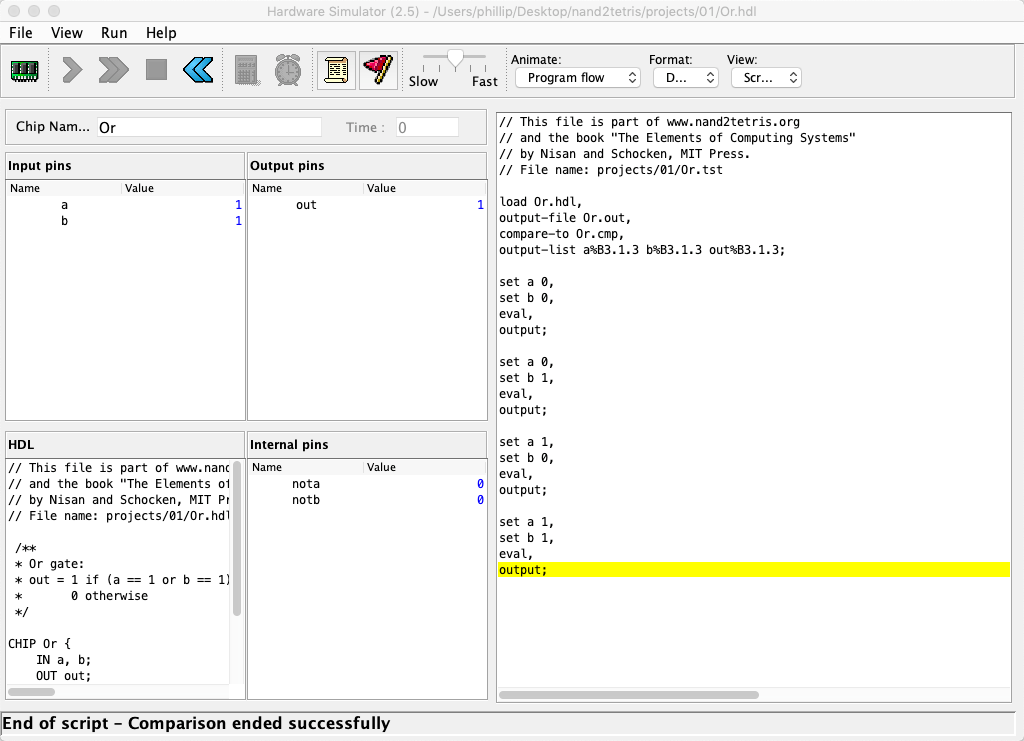 Hardware Simulator (2.5) - /Users/phillip/Desktop/nand2tetris/projects/01/Or.hdl
File View Run Help
Slow Fast
Animate: Format: View:
Program flow D... Scr...
Chip Nam... Or Time : 0
Input pins
Name Value
a 1
b 1
Output pins
Name Value
out 1
HDL
// This file is part of www.nand
// and the book "The Elements of
// by Nisan and Schocken, MIT Pr
// File name: projects/01/Or.hdl
/**
* Or gate:
* out = 1 if (a == 1 or b == 1)
* 0 otherwise
*/
CHIP Or {
IN a, b;
OUT out;
Internal pins
Name Value
nota 0
notb 0
// This file is part of www.nand2tetris.org
// and the book "The Elements of Computing Systems"
// by Nisan and Schocken, MIT Press.
// File name: projects/01/Or.tst
load Or.hdl,
output-file Or.out,
compare-to Or.cmp,
output-list a%B3.1.3 b%B3.1.3 out%B3.1.3;
set a 0,
set b 0,
eval,
output;
set a 0,
set b 1,
eval,
output;
set a 1,
set b 0,
eval,
output;
set a 1,
set b 1,
eval,
output;
End of script - Comparison ended successfully